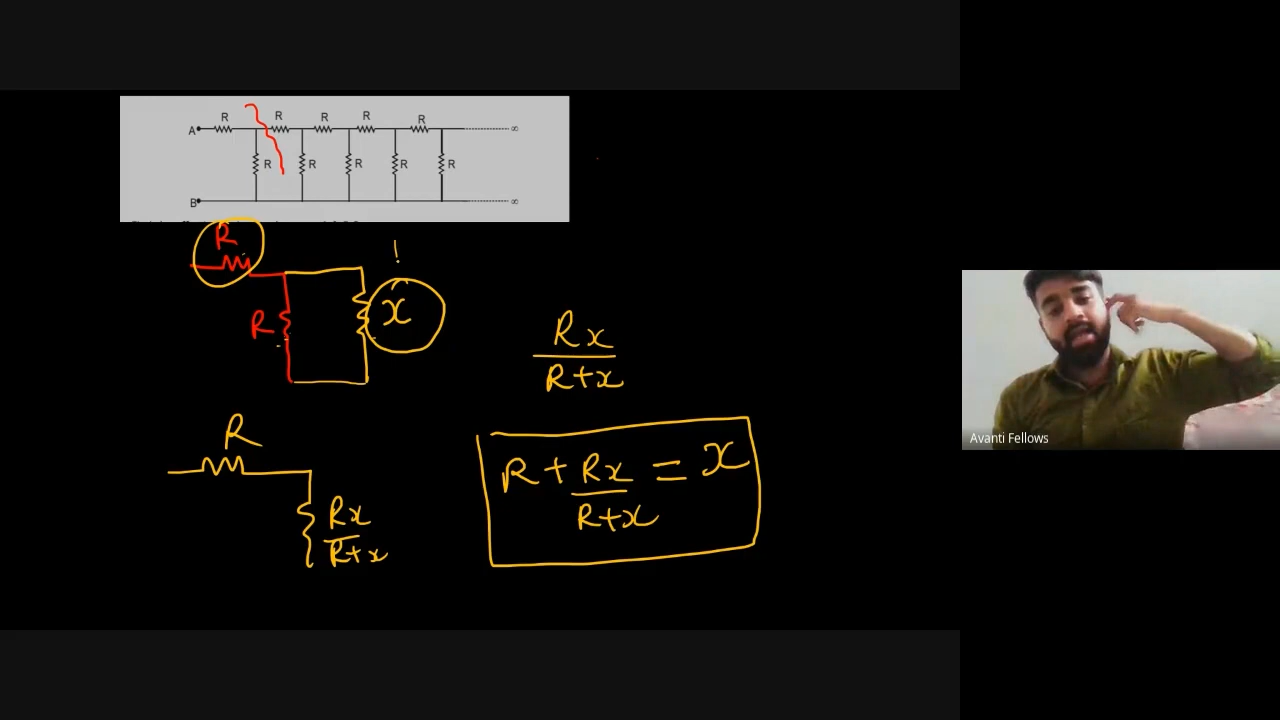 R R R R R
A ∞
R R R R R
B ∞
R
R x
!
Rx
R+x
R
Rx
R+x
R + Rx = x
R+x
Avanti Fellows